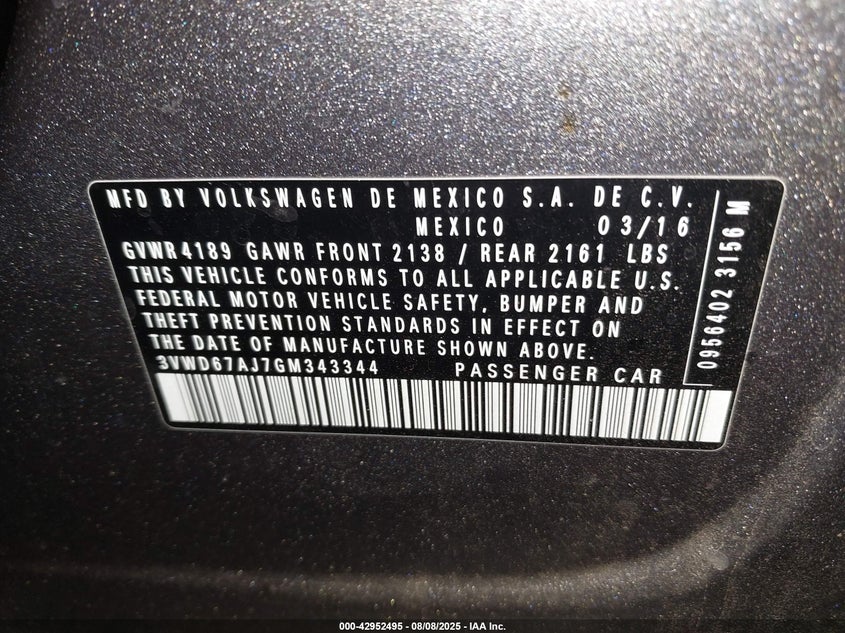 MFD BY VOLKSWAGEN DE MEXICO S.A. DE C.V.
MEXICO 03/16
GVWR 4189 GAWR FRONT 2138 / REAR 2161 LBS
THIS VEHICLE CONFORMS TO ALL APPLICABLE U.S.
FEDERAL MOTOR VEHICLE SAFETY, BUMPER AND
THEFT PREVENTION STANDARDS IN EFFECT ON
THE DATE OF MANUFACTURE SHOWN ABOVE.
3VWD67AJ7GM343344 PASSENGER CAR
0956402 3156 M
000-42952495 - 08/08/2025 - IAA Inc.